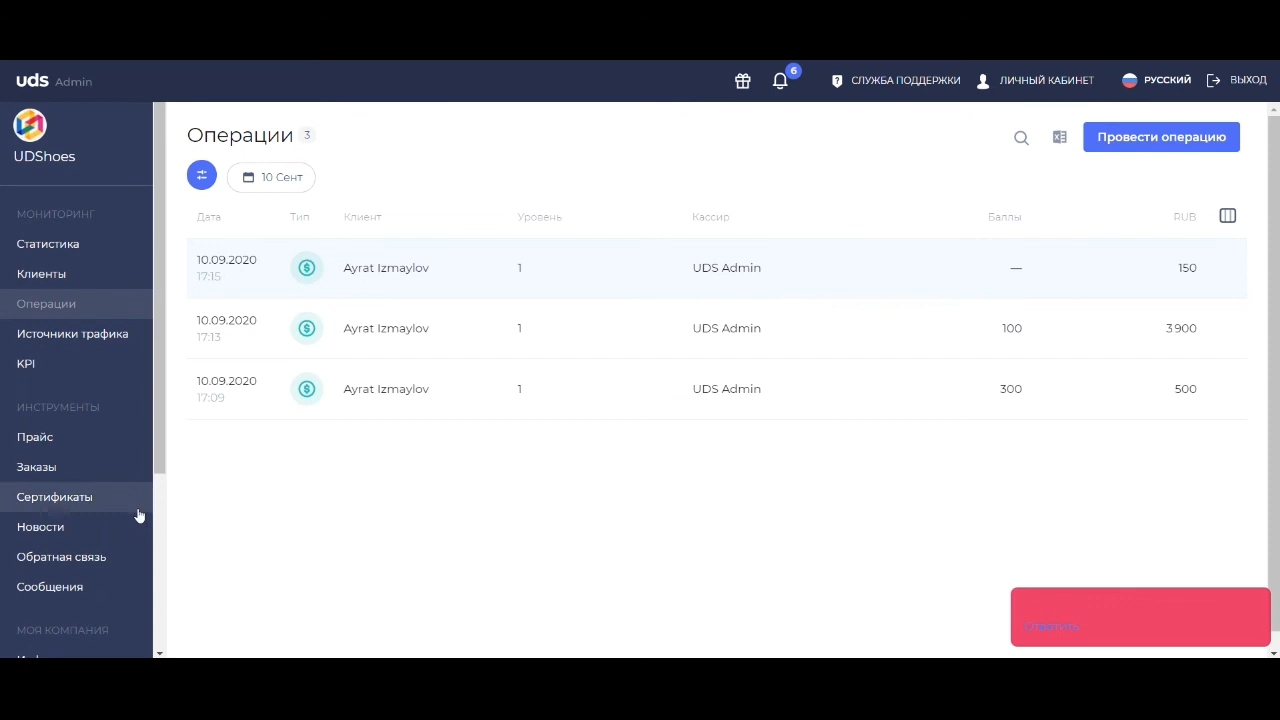 uds Admin
6
СЛУЖБА ПОДДЕРЖКИ
ЛИЧНЫЙ КАБИНЕТ
РУССКИЙ
ВЫХОД
UDShoes
МОНИТОРИНГ
Статистика
Клиенты
Операции
Источники трафика
KPI
ИНСТРУМЕНТЫ
Прайс
Заказы
Сертификаты
Новости
Обратная связь
Сообщения
МОЯ КОМПАНИЯ
Операции 3
Провести операцию
10 Сент
Дата Тип Клиент Уровень Кассир Баллы RUB
10.09.2020
17:15
Ayrat Izmaylov 1 UDS Admin — 150
10.09.2020
17:13
Ayrat Izmaylov 1 UDS Admin 100 3 900
10.09.2020
17:09
Ayrat Izmaylov 1 UDS Admin 300 500
Ответить